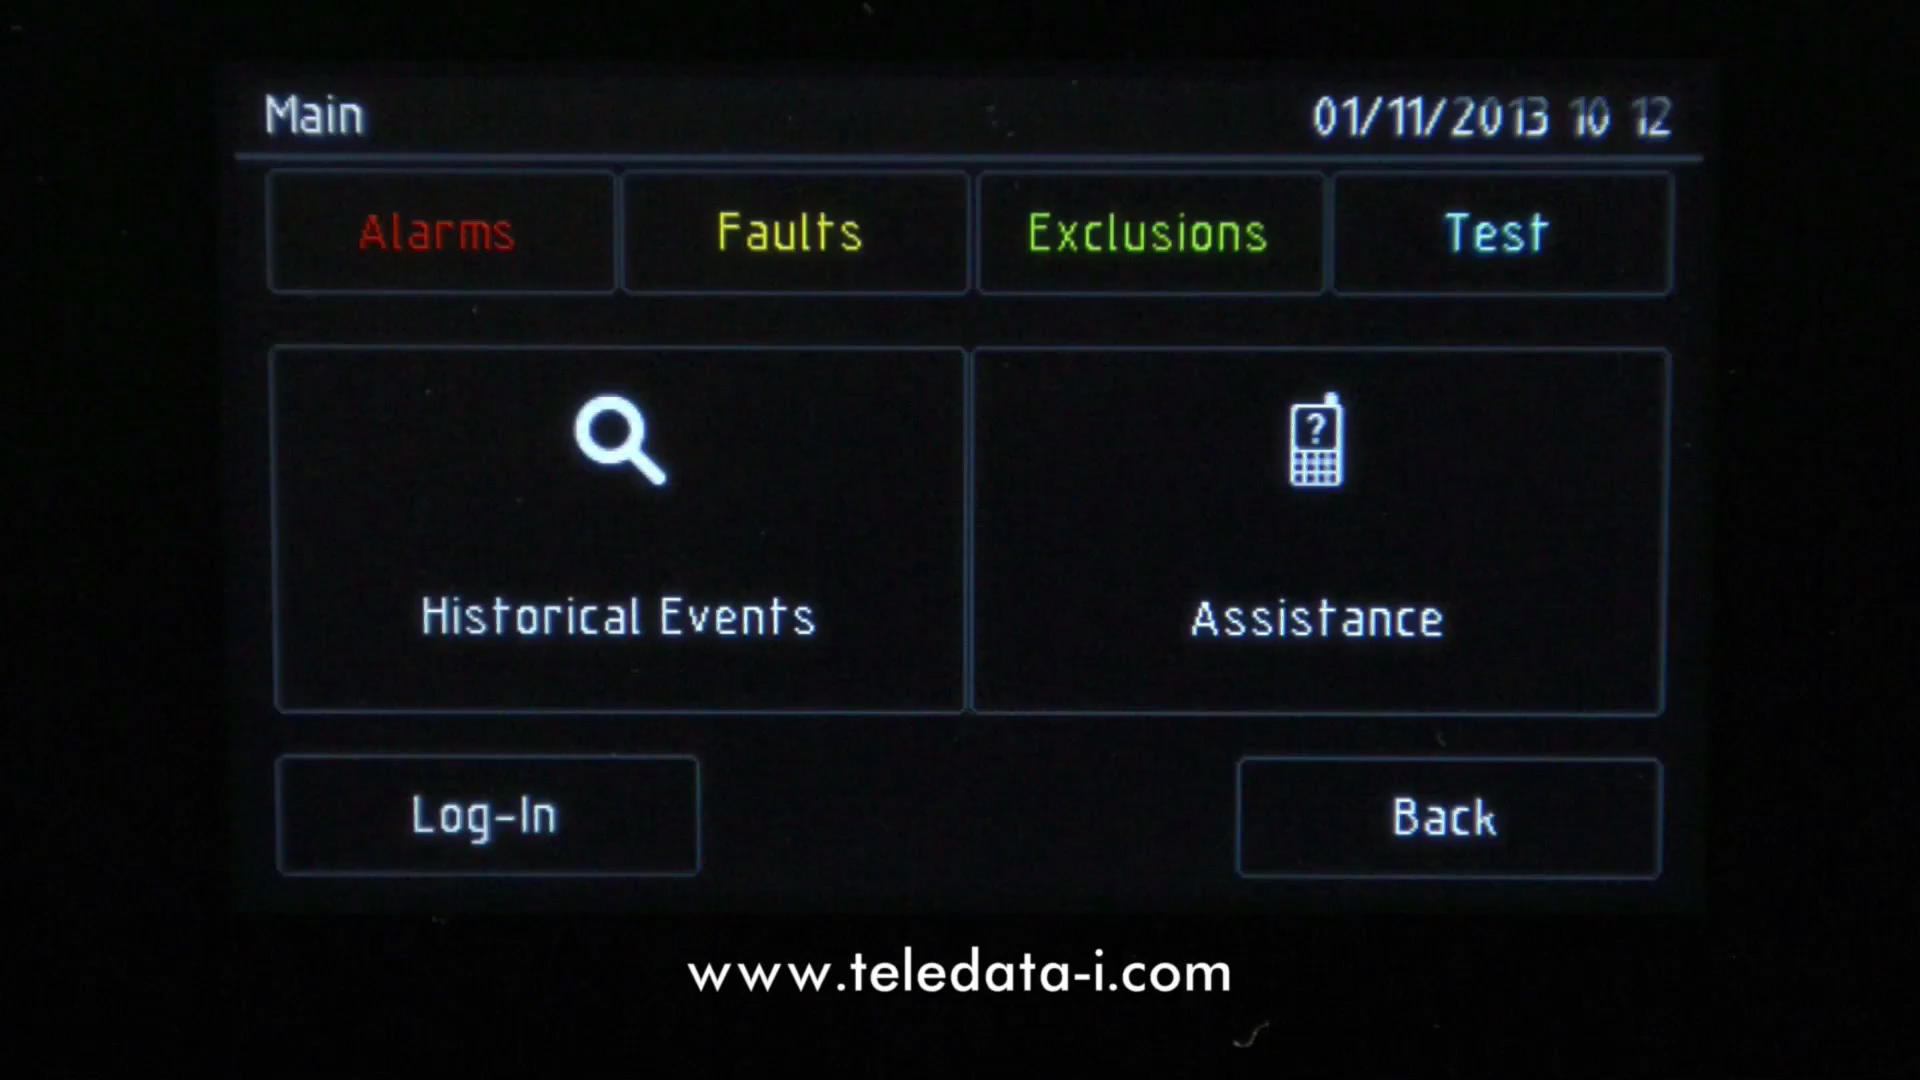 Main 01/11/2013 10 12
Alarms Faults Exclusions Test
?
Historical Events Assistance
Log-In Back
www.teledata-i.com